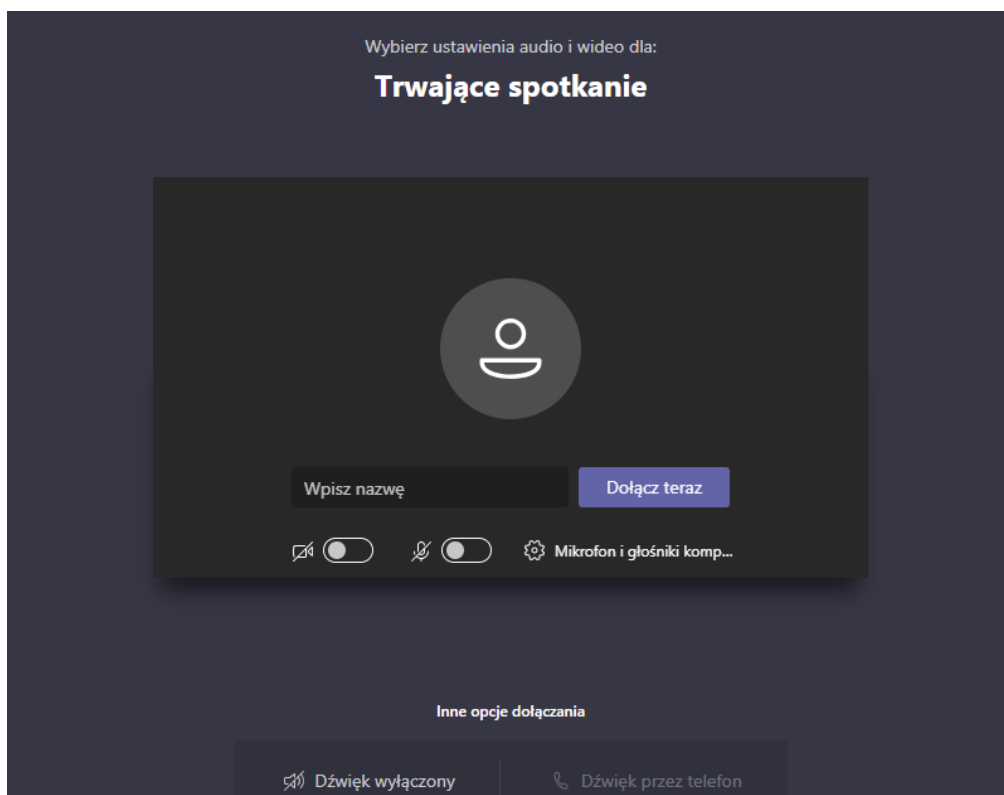 Wybierz ustawienia audio i wideo dla:
Trwające spotkanie
Wpisz nazwę
Dołącz teraz
Mikrofon i głośniki komp...
Inne opcje dołączania
Dźwięk wyłączony
Dźwięk przez telefon